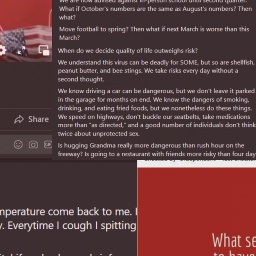 We are now advised against in-person school until second quarter.
What if October's numbers are the same as August's numbers? Then
what?
Move football to spring? Then what if next March is worse than this
March?
When do we decide quality of life outweighs risk?
We understand this virus can be deadly for SOME, but so are shellfish,
peanut butter, and bee stings. We take risks every day without a
second thought.
We know driving a car can be dangerous, but we don't leave it parked
in the garage for months on end. We know the dangers of smoking,
drinking, and eating fried foods, but we nonetheless do these things.
We speed on highways, don't buckle our seatbelts, take medications
more than "as directed," and a good number of individuals don't think
twice about unprotected sex.
Is hugging Grandma really more dangerous than rush hour on the
freeway? Is going to a restaurant with friends more risky than four day
Share
GIF
mperature come back to me. I
y. Everytime I cough I spitting
What se
to have